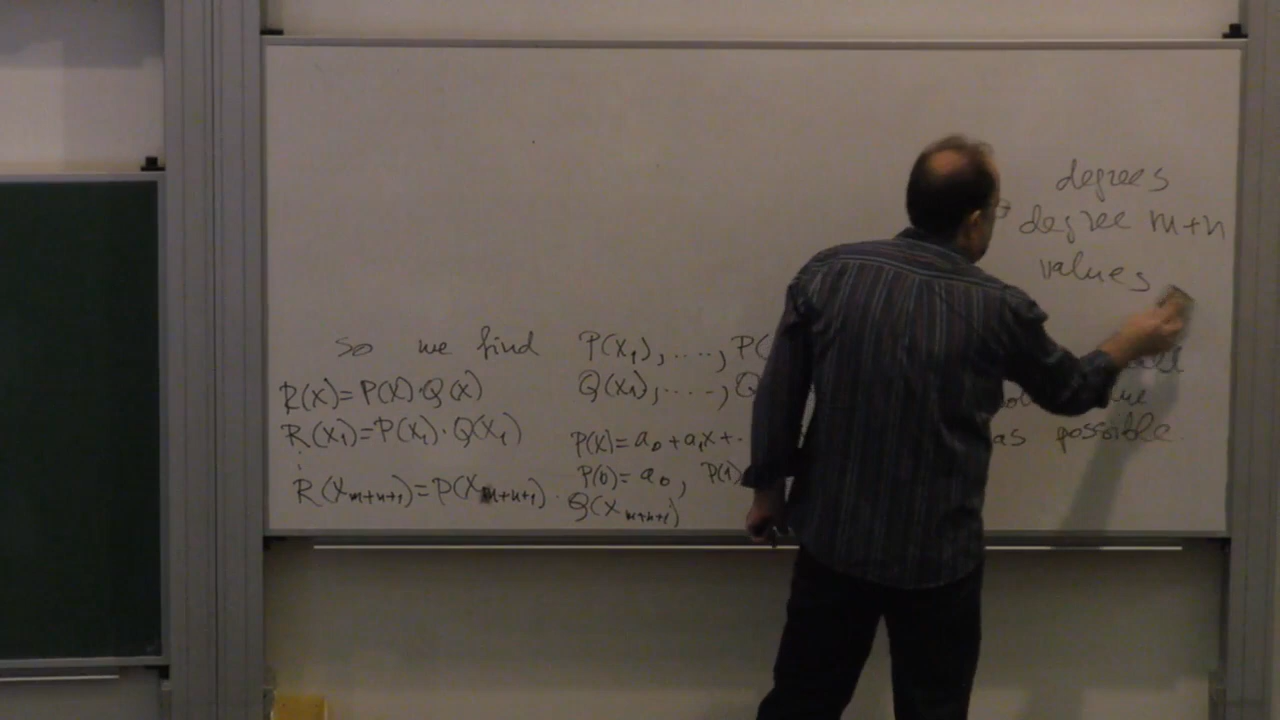 degrees
degree m+n
values
so we find P(x₁), ...., P(
R(x)=P(x)·Q(x) Q(x₁),....., Q
R(x₁)=P(x₁)·Q(x₁) P(x)=a₀+a₁x+.
as possible.
⋮ P(0)=a₀, P(1)
R(xₘ₊ₙ₊₁)=P(xₘ₊ₙ₊₁)·Q(xₘ₊ₙ₊₁)